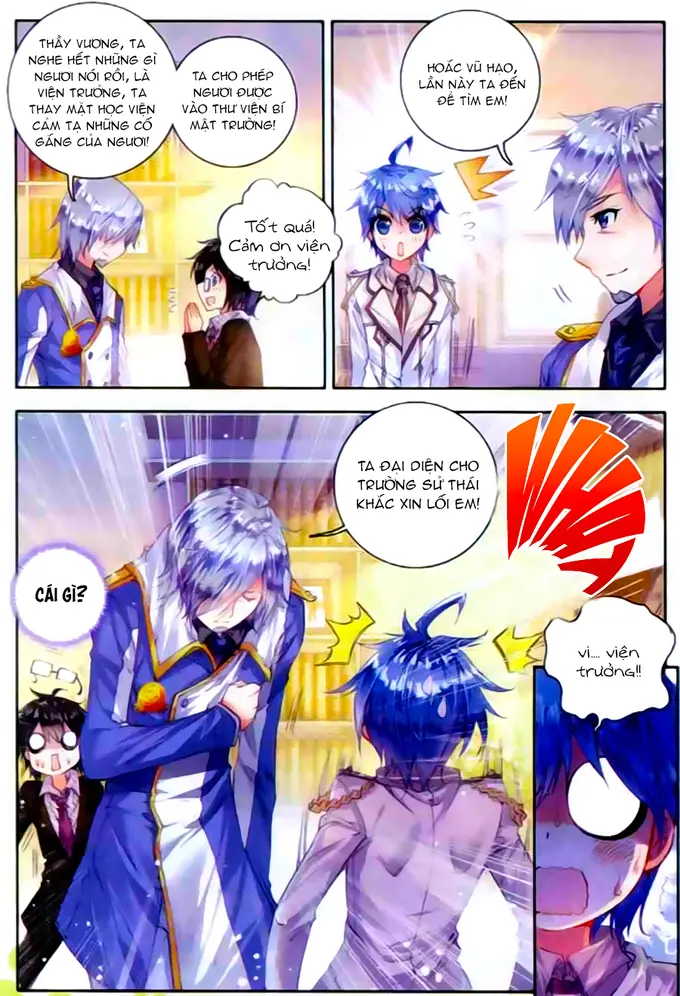 THẦY VƯƠNG, TA
NGHE HẾT NHỮNG GÌ
NGƯƠI NÓI RỒI, LÀ
VIỆN TRƯỞNG, TA
THAY MẶT HỌC VIỆN
CẢM TẠ NHỮNG CỐ
GẮNG CỦA NGƯƠI!
TA CHO PHÉP
NGƯƠI ĐƯỢC
VÀO THƯ VIỆN BÍ
MẬT TRƯỜNG!
Tốt quá!
Cảm ơn viện
trưởng!
HOẮC VŨ HẠO,
LẦN NÀY TA ĐẾN
ĐỂ TÌM EM!
TA ĐẠI DIỆN CHO
TRƯỜNG SỬ THÁI
KHẮC XIN LỖI EM!
CÁI GÌ?
vi.... viện
trưởng!!